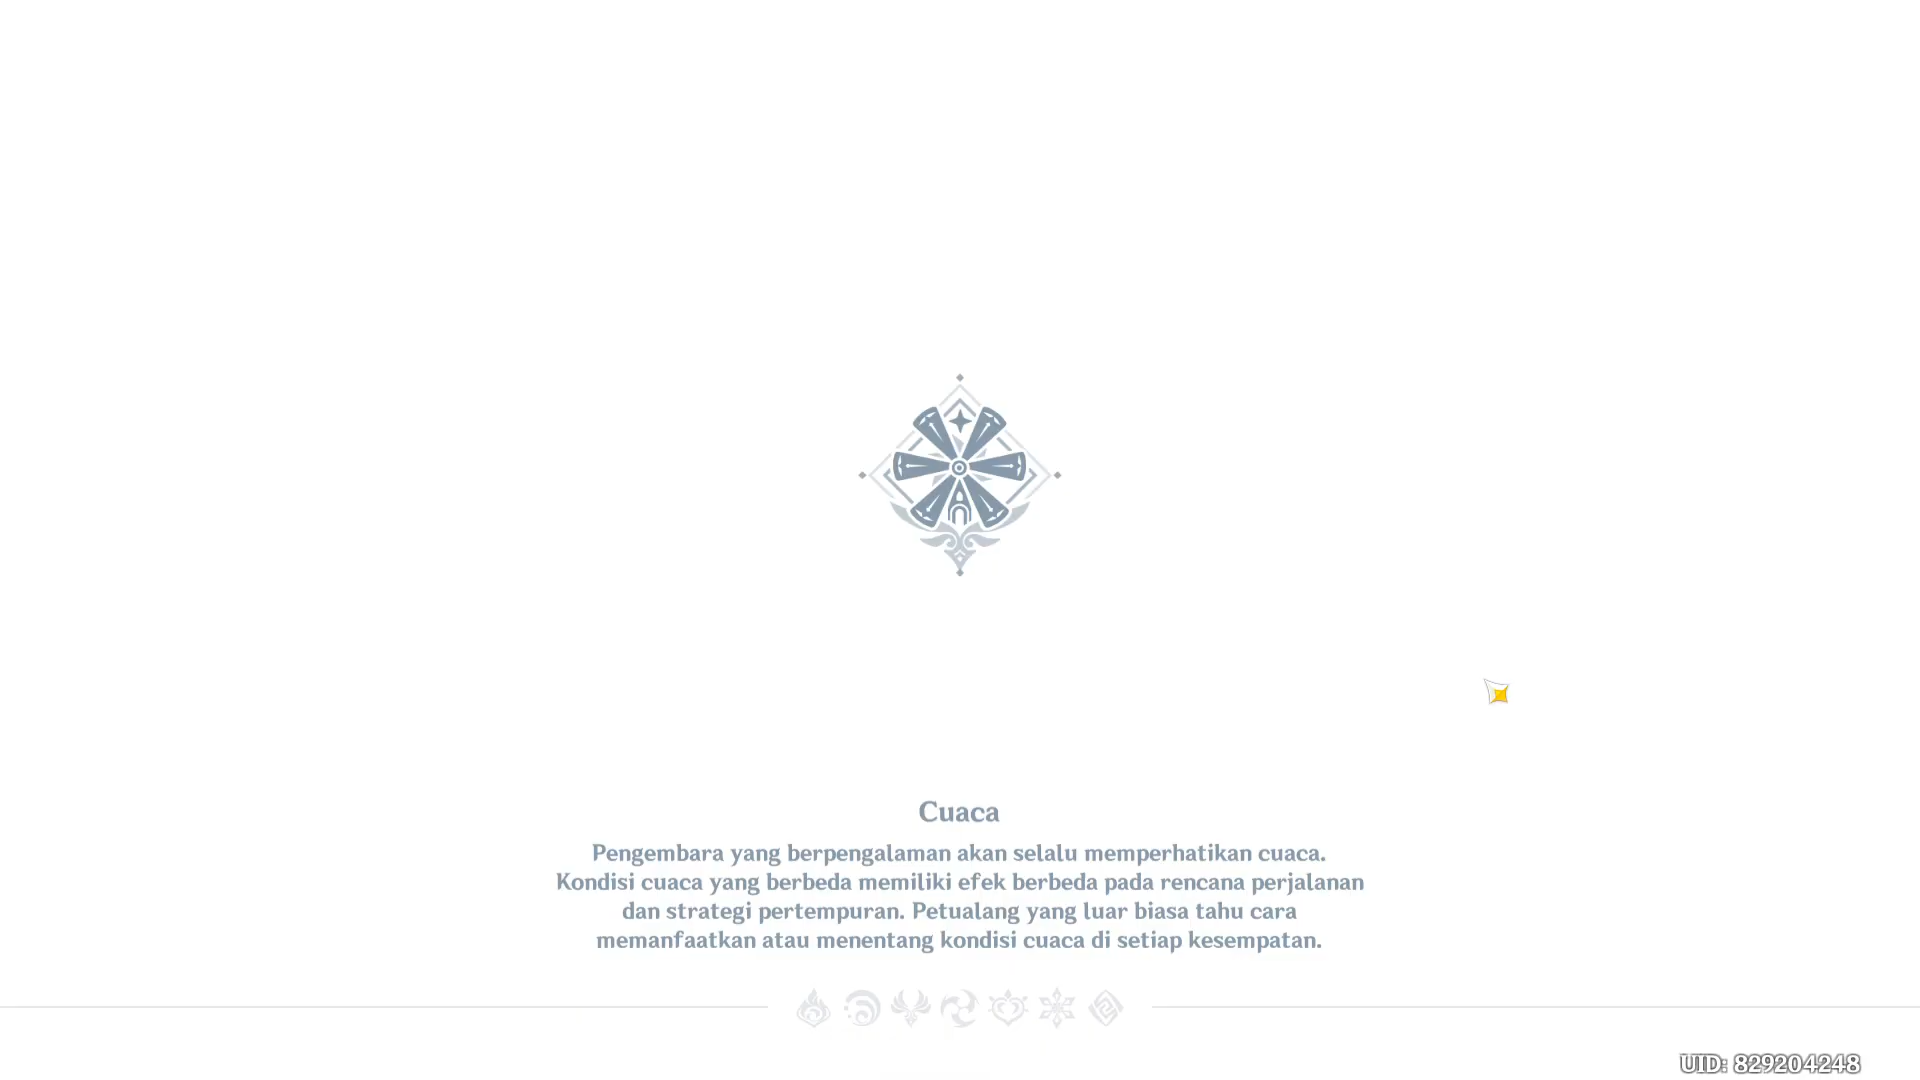 Cuaca
Pengembara yang berpengalaman akan selalu memperhatikan cuaca.
Kondisi cuaca yang berbeda memiliki efek berbeda pada rencana perjalanan
dan strategi pertempuran. Petualang yang luar biasa tahu cara
memanfaatkan atau menentang kondisi cuaca di setiap kesempatan.
UID: 829204248